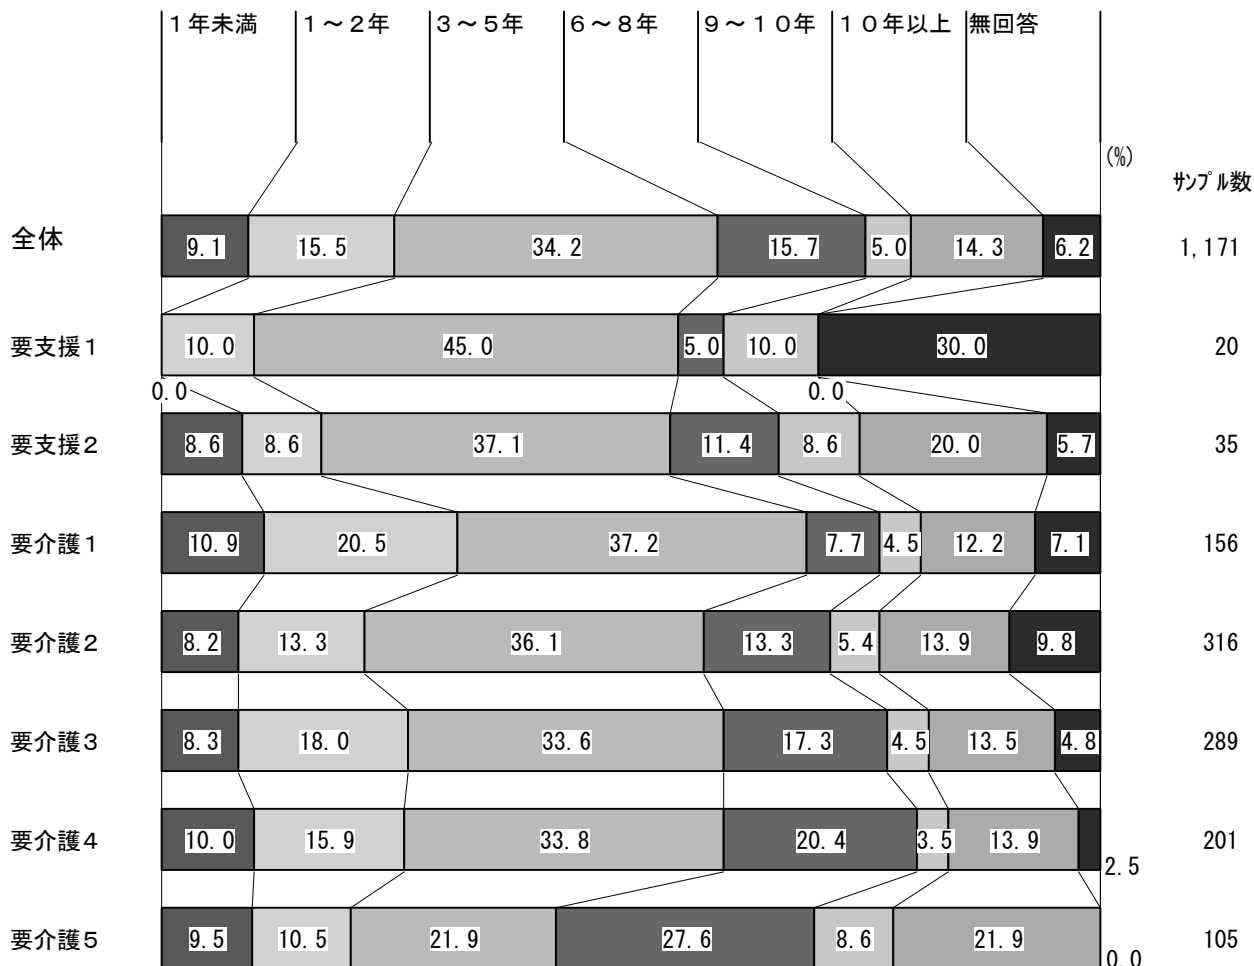 1年未満 1～2年 3～5年 6～8年 9～10年 10年以上 無回答
(%)
サンプル数
全体 9.1 15.5 34.2 15.7 5.0 14.3 6.2 1,171
要支援1 10.0 45.0 5.0 10.0 30.0 20
0.0 0.0
要支援2 8.6 8.6 37.1 11.4 8.6 20.0 5.7 35
要介護1 10.9 20.5 37.2 7.7 4.5 12.2 7.1 156
要介護2 8.2 13.3 36.1 13.3 5.4 13.9 9.8 316
要介護3 8.3 18.0 33.6 17.3 4.5 13.5 4.8 289
要介護4 10.0 15.9 33.8 20.4 3.5 13.9 201
2.5
要介護5 9.5 10.5 21.9 27.6 8.6 21.9 105
0.0